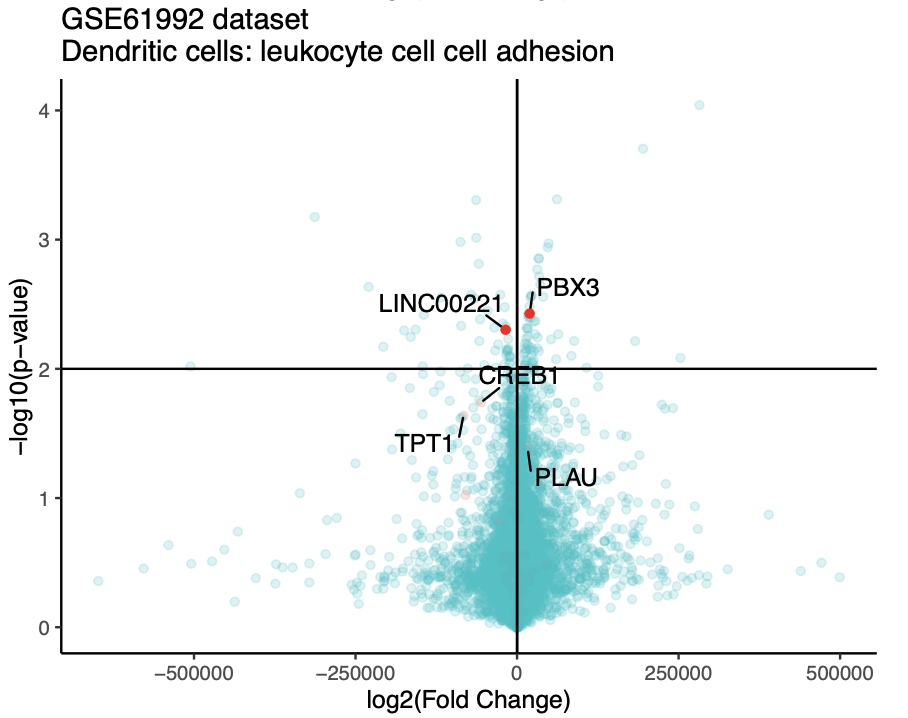 GSE61992 dataset
Dendritic cells: leukocyte cell cell adhesion
4
3
2
1
0
−log10(p−value)
LINC00221
PBX3
CREB1
TPT1
PLAU
−500000
−250000
0
250000
500000
log2(Fold Change)